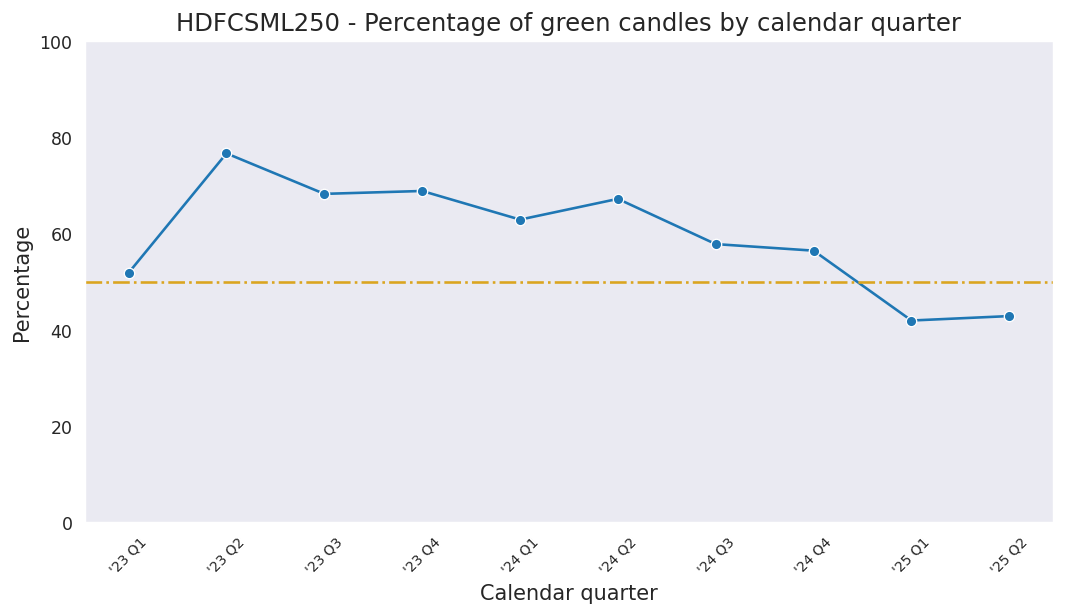 HDFCSML250 - Percentage of green candles by calendar quarter
Percentage
100
80
60
40
20
0
'23 Q1
'23 Q2
'23 Q3
'23 Q4
'24 Q1
'24 Q2
'24 Q3
'24 Q4
'25 Q1
'25 Q2
Calendar quarter